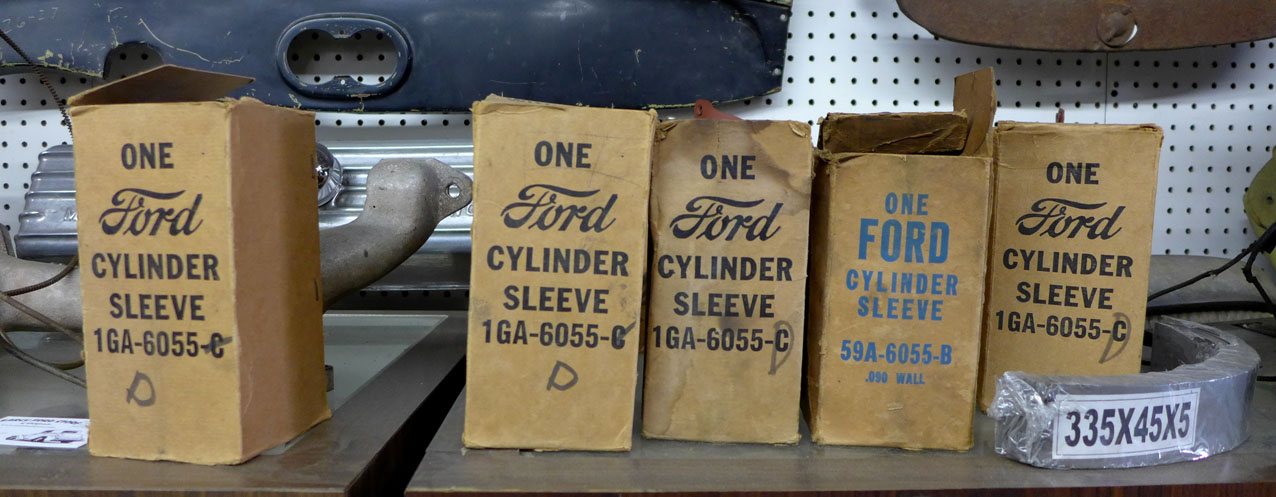 ONE
Ford
CYLINDER
SLEEVE
1GA-6055-C
D
ONE
Ford
CYLINDER
SLEEVE
1GA-6055-C
D
ONE
Ford
CYLINDER
SLEEVE
1GA-6055-C
D
ONE
FORD
CYLINDER
SLEEVE
59A-6055-B
.090 WALL
ONE
Ford
CYLINDER
SLEEVE
1GA-6055-C
D
335X45X5